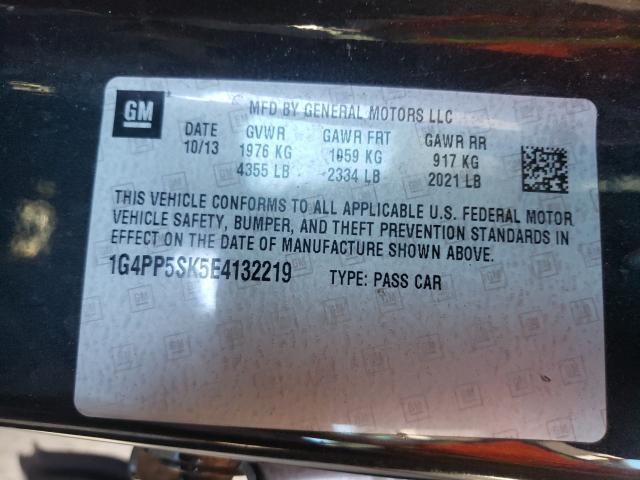 GM
MFD BY GENERAL MOTORS LLC
DATE GVWR GAWR FRT GAWR RR
10/13 1976 KG 1059 KG 917 KG
4355 LB 2334 LB 2021 LB
THIS VEHICLE CONFORMS TO ALL APPLICABLE U.S. FEDERAL MOTOR
VEHICLE SAFETY, BUMPER, AND THEFT PREVENTION STANDARDS IN
EFFECT ON THE DATE OF MANUFACTURE SHOWN ABOVE.
1G4PP5SK5E4132219 TYPE: PASS CAR